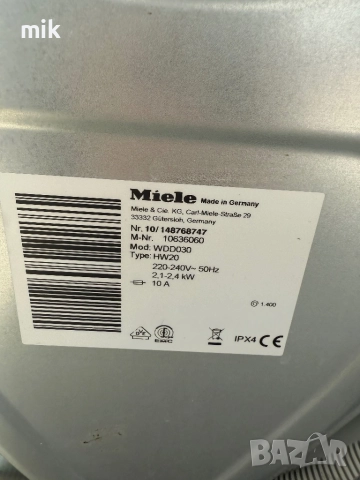 mik
Miele Made in Germany
Miele & Cie. KG, Carl-Miele-Straße 29
33332 Gütersloh, Germany
Nr. 10/148768747
M-Nr. 10636060
Mod: WDD030
Type: HW20
220-240V~ 50Hz
2,1-2,4 kW
10 A
1.400
IPX4 CE
BAZAR